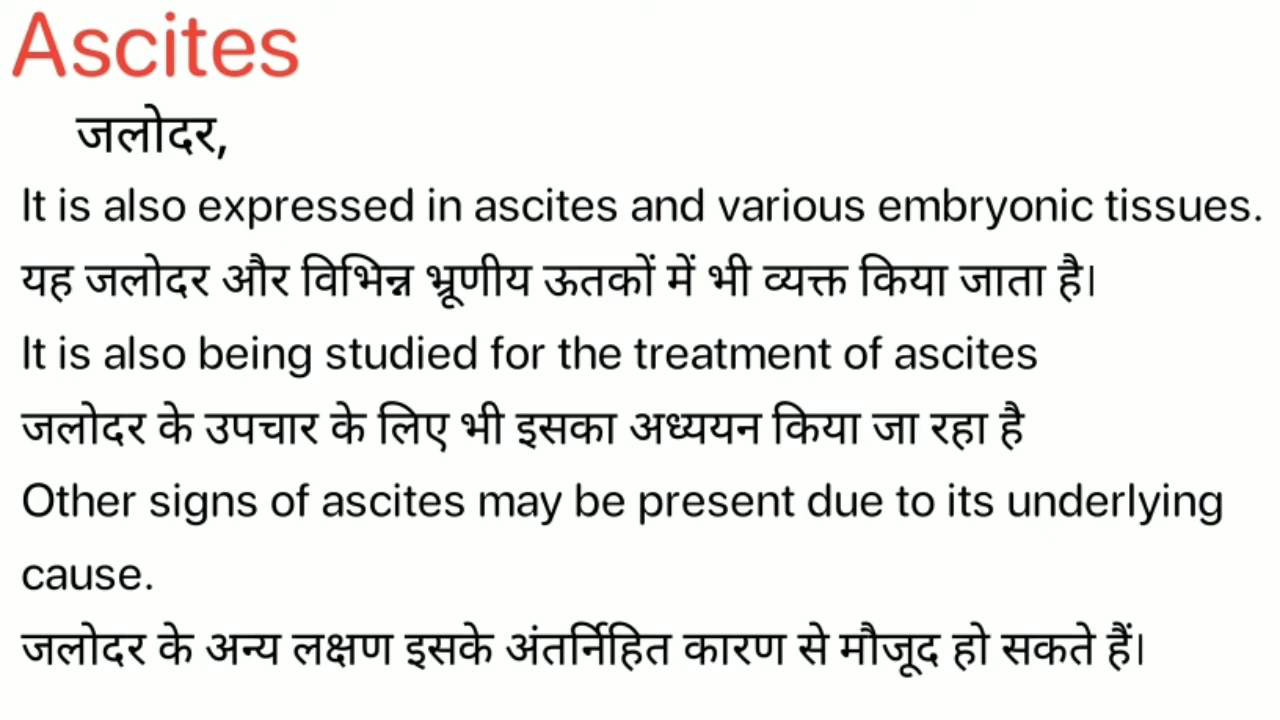 Ascites
जलोदर,
It is also expressed in ascites and various embryonic tissues.
यह जलोदर और विभिन्न भ्रूणीय ऊतकों में भी व्यक्त किया जाता है।
It is also being studied for the treatment of ascites
जलोदर के उपचार के लिए भी इसका अध्ययन किया जा रहा है
Other signs of ascites may be present due to its underlying
cause.
जलोदर के अन्य लक्षण इसके अंतर्निहित कारण से मौजूद हो सकते हैं।